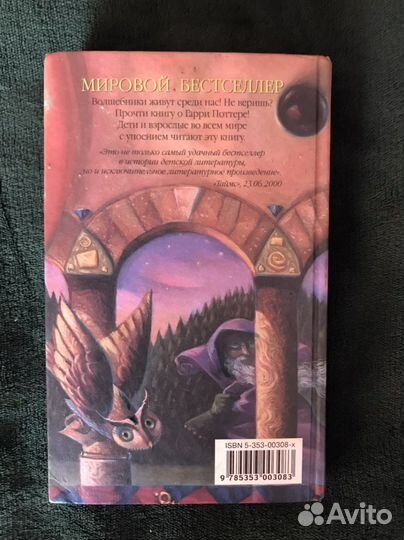 МИРОВОЙ БЕСТСЕЛЛЕР
Волшебники живут среди нас! Не веришь?
Прочти книгу о Гарри Поттере!
Дети и взрослые во всем мире
с упоением читают эту книгу.
«Это не только самый удачный бестселлер
в истории детской литературы,
но и исключительное литературное произведение».
«Таймс», 23.06.2000
ISBN 5-353-00308-x
9 785353 003083
Avito